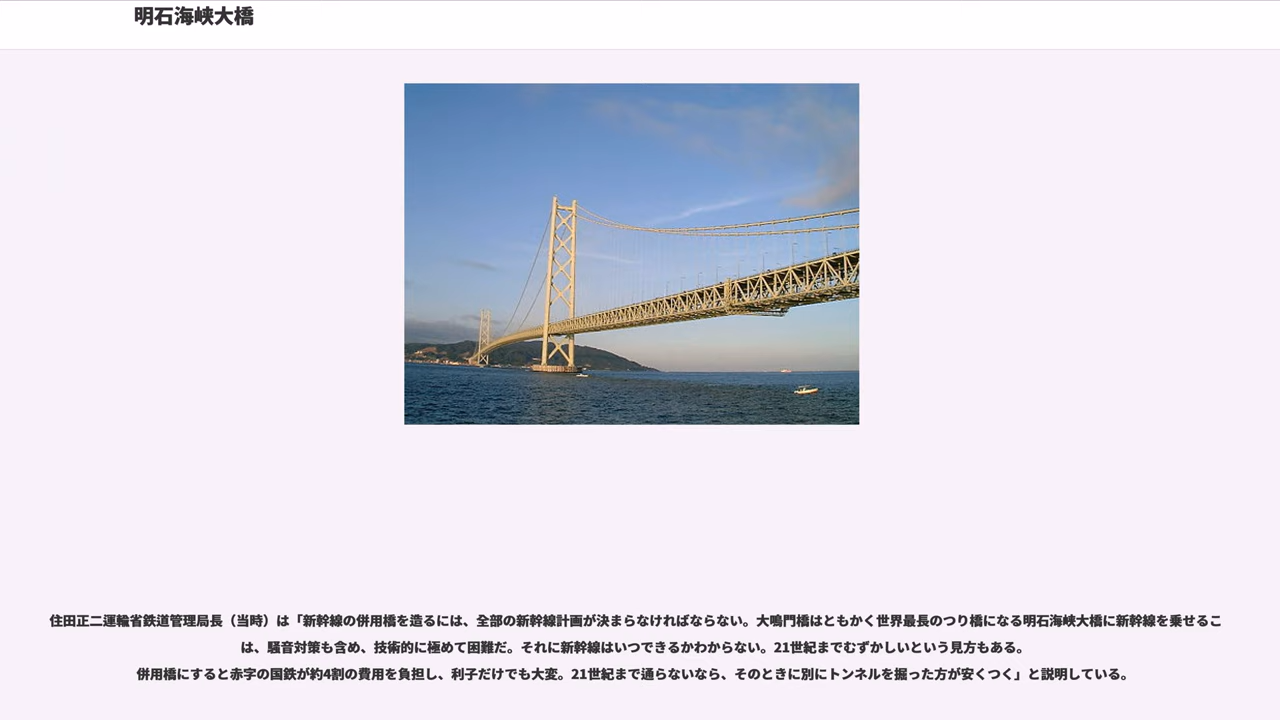 明石海峡大橋
住田正二運輸省鉄道管理局長（当時）は「新幹線の併用橋を造るには、全部の新幹線計画が決まらなければならない。大鳴門橋はともかく世界最長のつり橋になる明石海峡大橋に新幹線を乗せるこ
は、騒音対策も含め、技術的に極めて困難だ。それに新幹線はいつできるかわからない。21世紀までむずかしいという見方もある。
併用橋にすると赤字の国鉄が約4割の費用を負担し、利子だけでも大変。21世紀まで通らないなら、そのときに別にトンネルを掘った方が安くつく」と説明している。